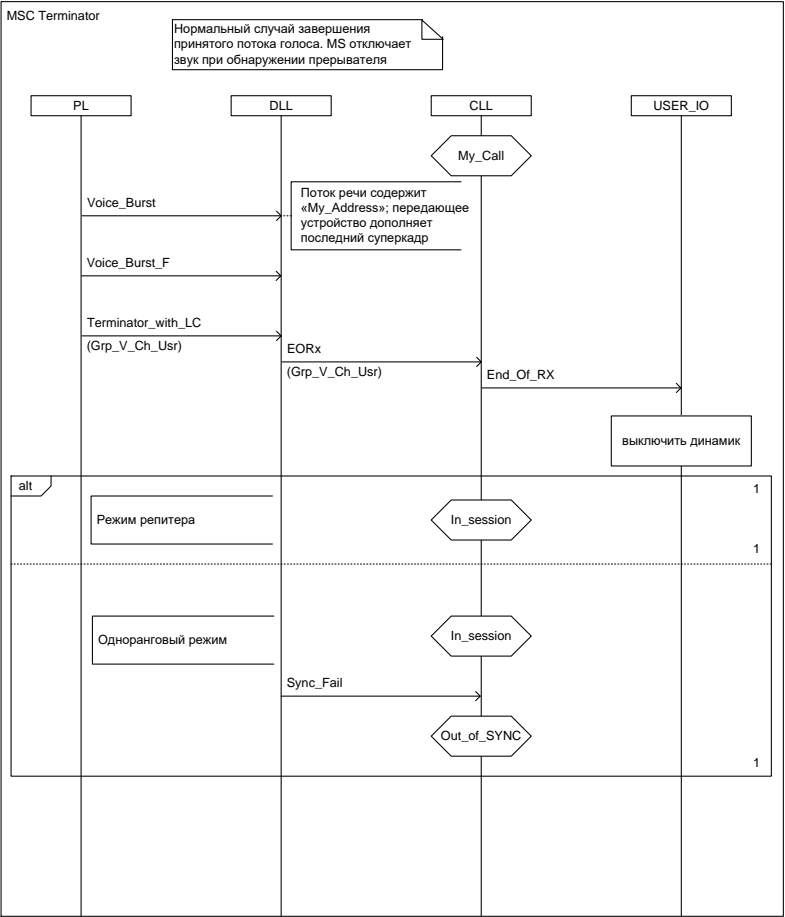 MSC Terminator
Нормальный случай завершения
принятого потока голоса. MS отключает
звук при обнаружении прерывателя
PL
DLL
CLL
USER_IO
My_Call
Voice_Burst
Поток речи содержит
«My_Address»; передающее
устройство дополняет
последний суперкадр
Voice_Burst_F
Terminator_with_LC
(Grp_V_Ch_Usr)
EORx
(Grp_V_Ch_Usr)
End_Of_RX
выключить динамик
alt
1
Режим репитера
In_session
1
Одноранговый режим
In_session
Sync_Fail
Out_of_SYNC
1